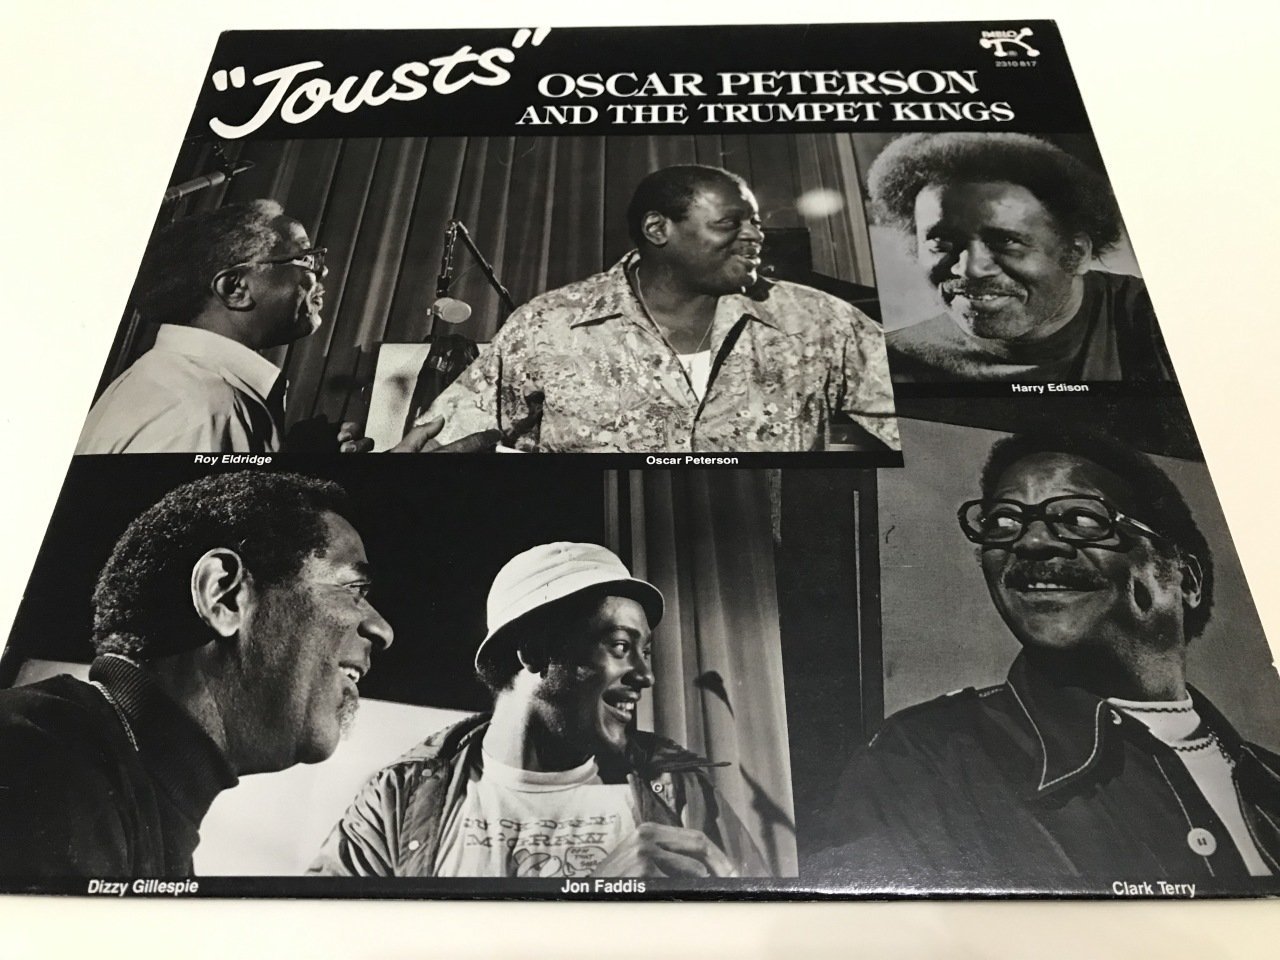 "Jousts"
OSCAR PETERSON
AND THE TRUMPET KINGS
PABLO
2310 817
Harry Edison
Roy Eldridge
Oscar Peterson
McGRAW
Dizzy Gillespie
Jon Faddis
Clark Terry